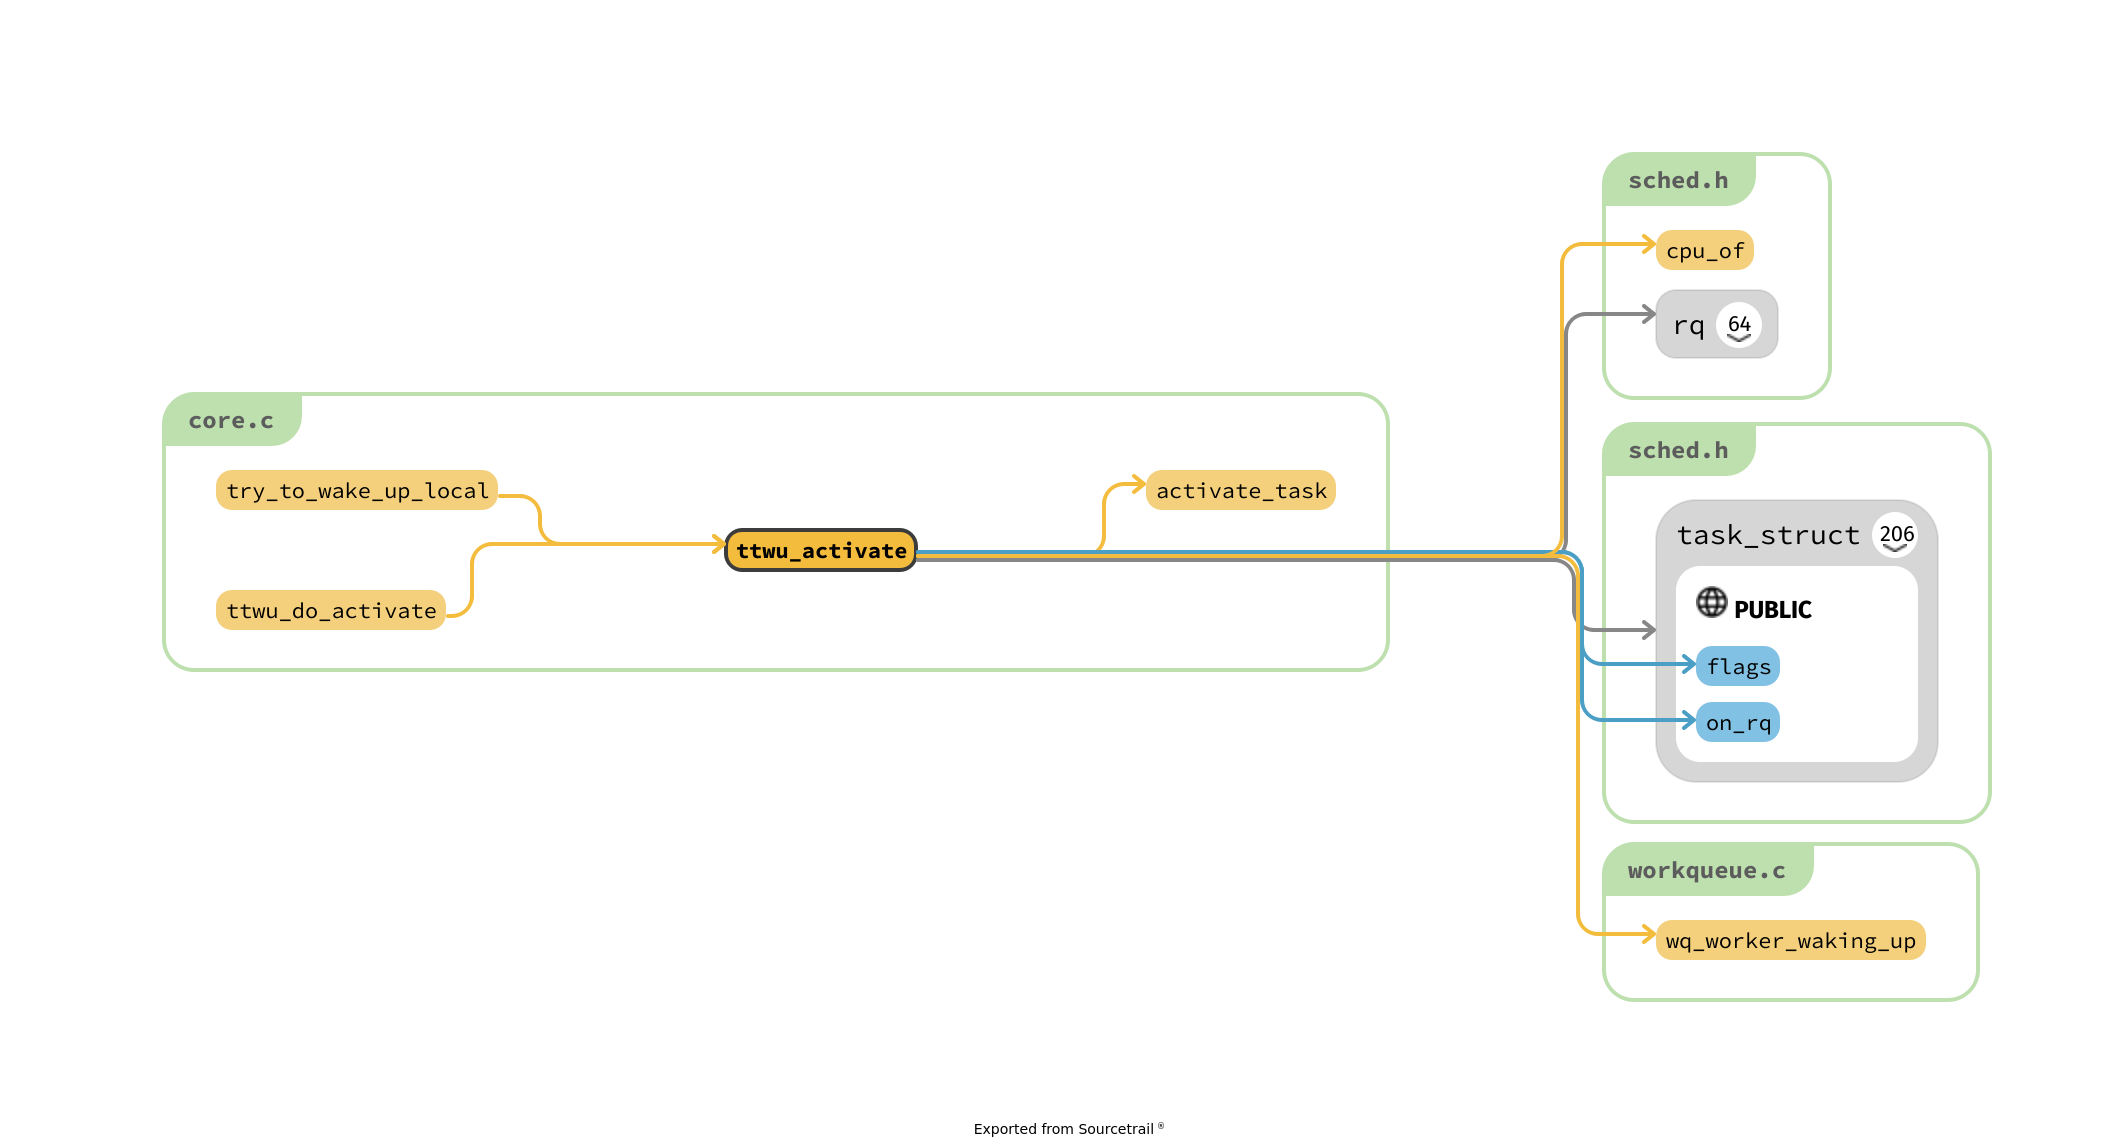 core.c
try_to_wake_up_local
ttwu_do_activate
ttwu_activate
activate_task
sched.h
cpu_of
rq 64
sched.h
task_struct 206
PUBLIC
flags
on_rq
workqueue.c
wq_worker_waking_up
Exported from Sourcetrail ®